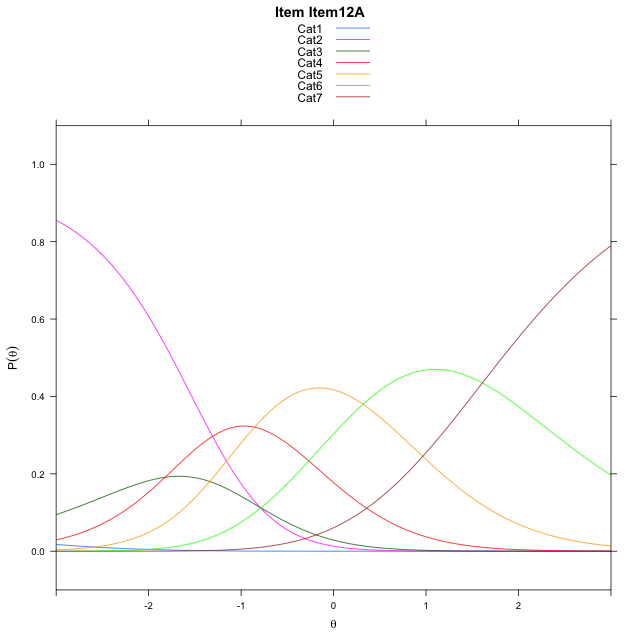 Item Item12A
Cat1
Cat2
Cat3
Cat4
Cat5
Cat6
Cat7
1.0
0.8
0.6
0.4
0.2
0.0
P(θ)
-2 -1 0 1 2
θ